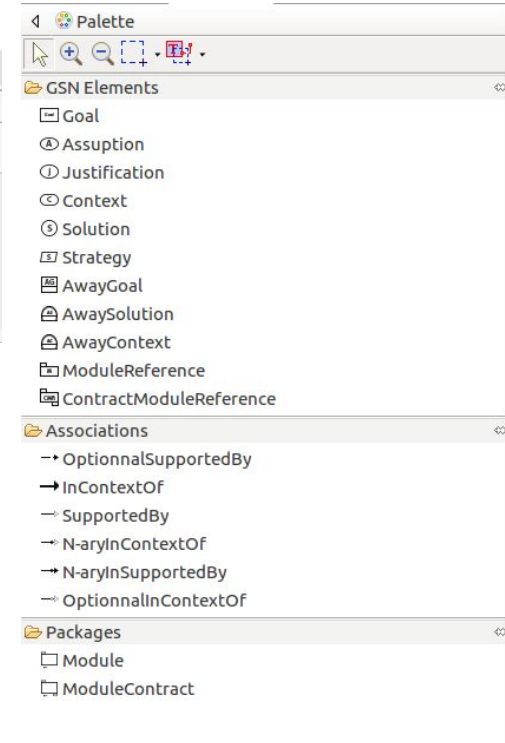 Palette
GSN Elements
Goal
Assuption
Justification
Context
Solution
Strategy
AwayGoal
AwaySolution
AwayContext
ModuleReference
ContractModuleReference
Associations
OptionnalSupportedBy
InContextOf
SupportedBy
N-aryInContextOf
N-aryInSupportedBy
OptionnalInContextOf
Packages
Module
ModuleContract